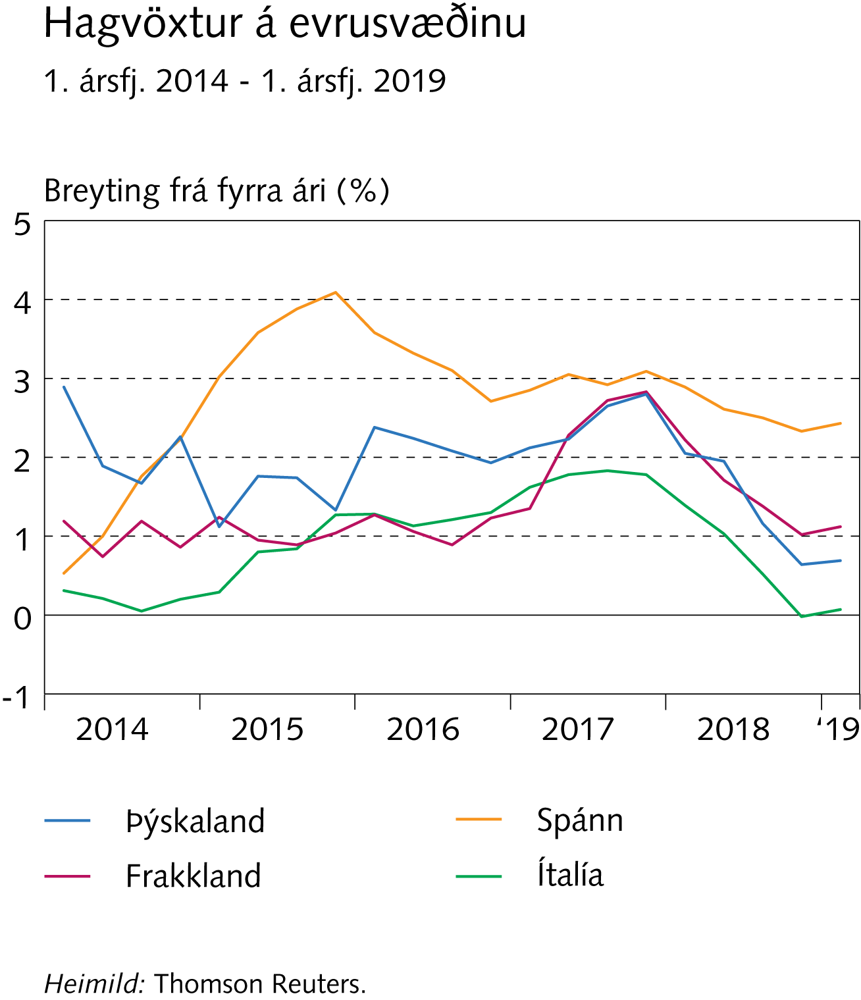 Hagvöxtur á evrusvæðinu
1. ársfj. 2014 - 1. ársfj. 2019
Breyting frá fyrra ári (%)
5
4
3
2
1
0
-1
2014 2015 2016 2017 2018 ‘19
Þýskaland Spánn
Frakkland Ítalía
Heimild: Thomson Reuters.